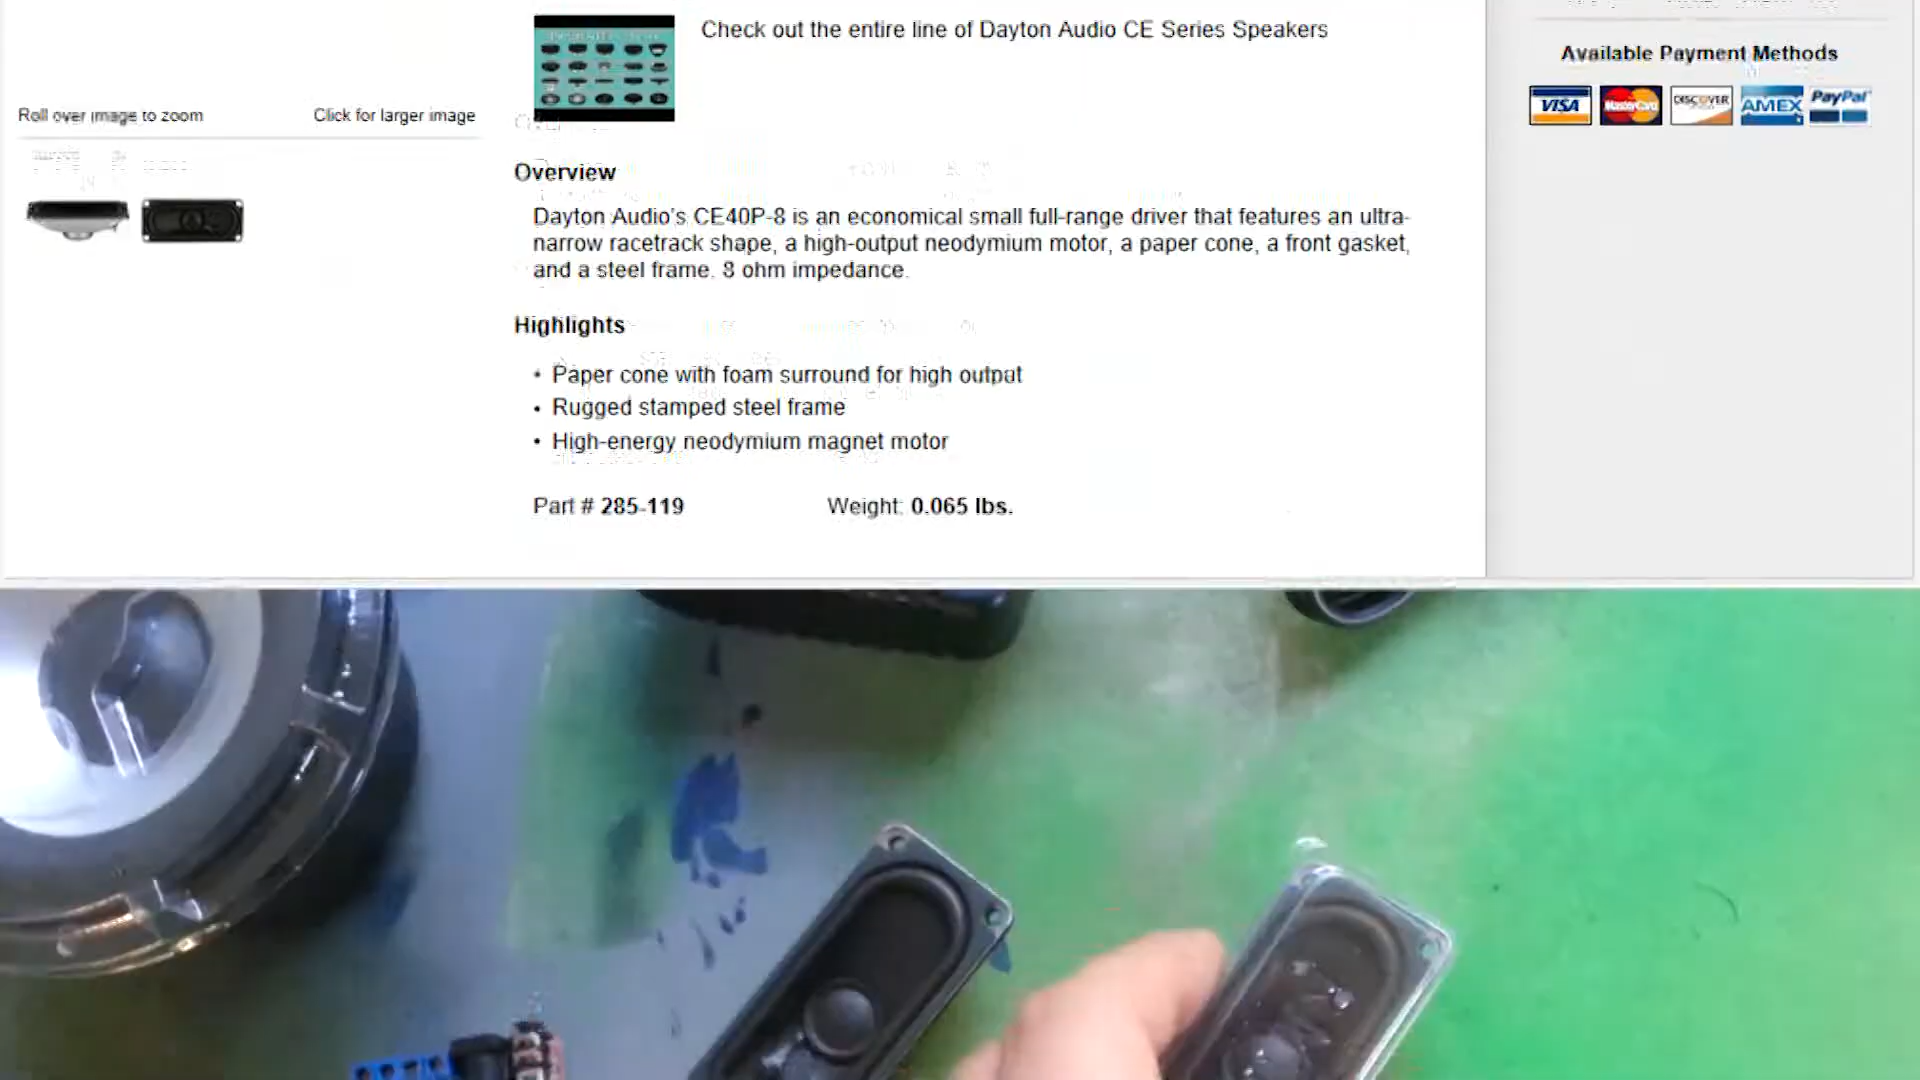 Check out the entire line of Dayton Audio CE Series Speakers
Available Payment Methods
VISA MasterCard DISCOVER AMEX PayPal
Roll over image to zoom
Click for larger image
Overview
Dayton Audio's CE40P-8 is an economical small full-range driver that features an ultra-
narrow racetrack shape, a high-output neodymium motor, a paper cone, a front gasket,
and a steel frame. 8 ohm impedance.
Highlights
• Paper cone with foam surround for high output
• Rugged stamped steel frame
• High-energy neodymium magnet motor
Part # 285-119
Weight: 0.065 lbs.